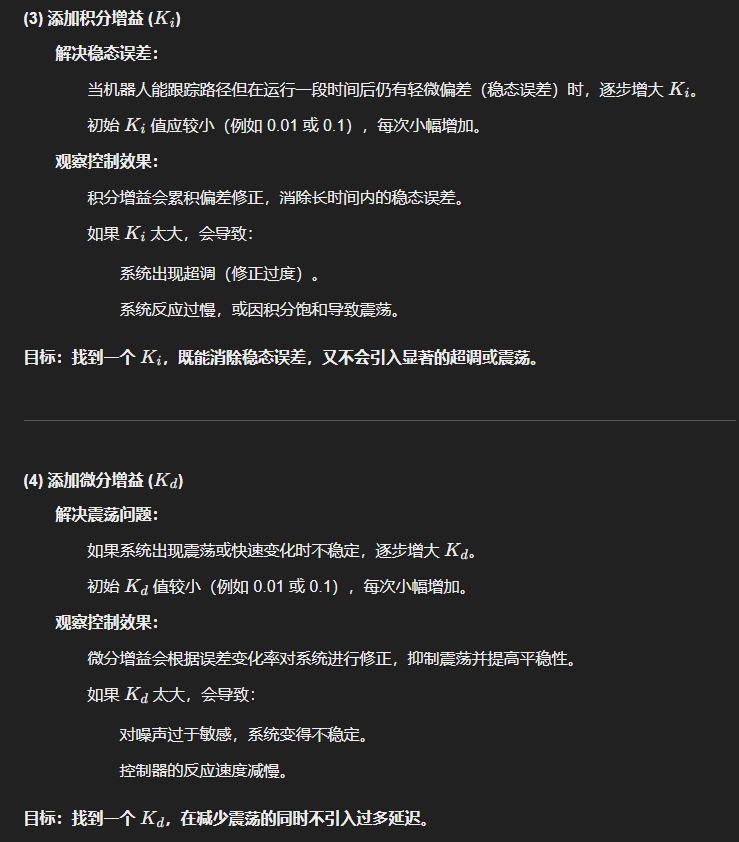 (3) 添加积分增益 (K_i)
解决稳态误差：
当机器人能跟踪路径但在运行一段时间后仍有轻微偏差（稳态误差）时，逐步增大 K_i。
初始 K_i 值应较小（例如 0.01 或 0.1），每次小幅增加。
观察控制效果：
积分增益会累积偏差修正，消除长时间内的稳态误差。
如果 K_i 太大，会导致：
系统出现超调（修正过度）。
系统反应过慢，或因积分饱和导致震荡。
目标：找到一个 K_i，既能消除稳态误差，又不会引入显著的超调或震荡。
(4) 添加微分增益 (K_d)
解决震荡问题：
如果系统出现震荡或快速变化时不稳定，逐步增大 K_d。
初始 K_d 值较小（例如 0.01 或 0.1），每次小幅增加。
观察控制效果：
微分增益会根据误差变化率对系统进行修正，抑制震荡并提高平稳性。
如果 K_d 太大，会导致：
对噪声过于敏感，系统变得不稳定。
控制器的反应速度减慢。
目标：找到一个 K_d，在减少震荡的同时不引入过多延迟。